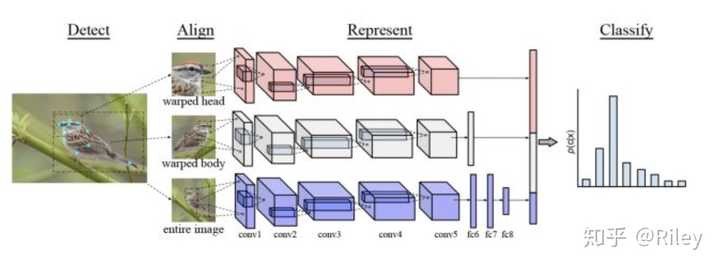 Detect
Align
Represent
Classify
warped head
warped body
entire image
conv1
conv2
conv3
conv4
conv5
fc6
fc7
fc8
p(c|x)
知乎 @Riley